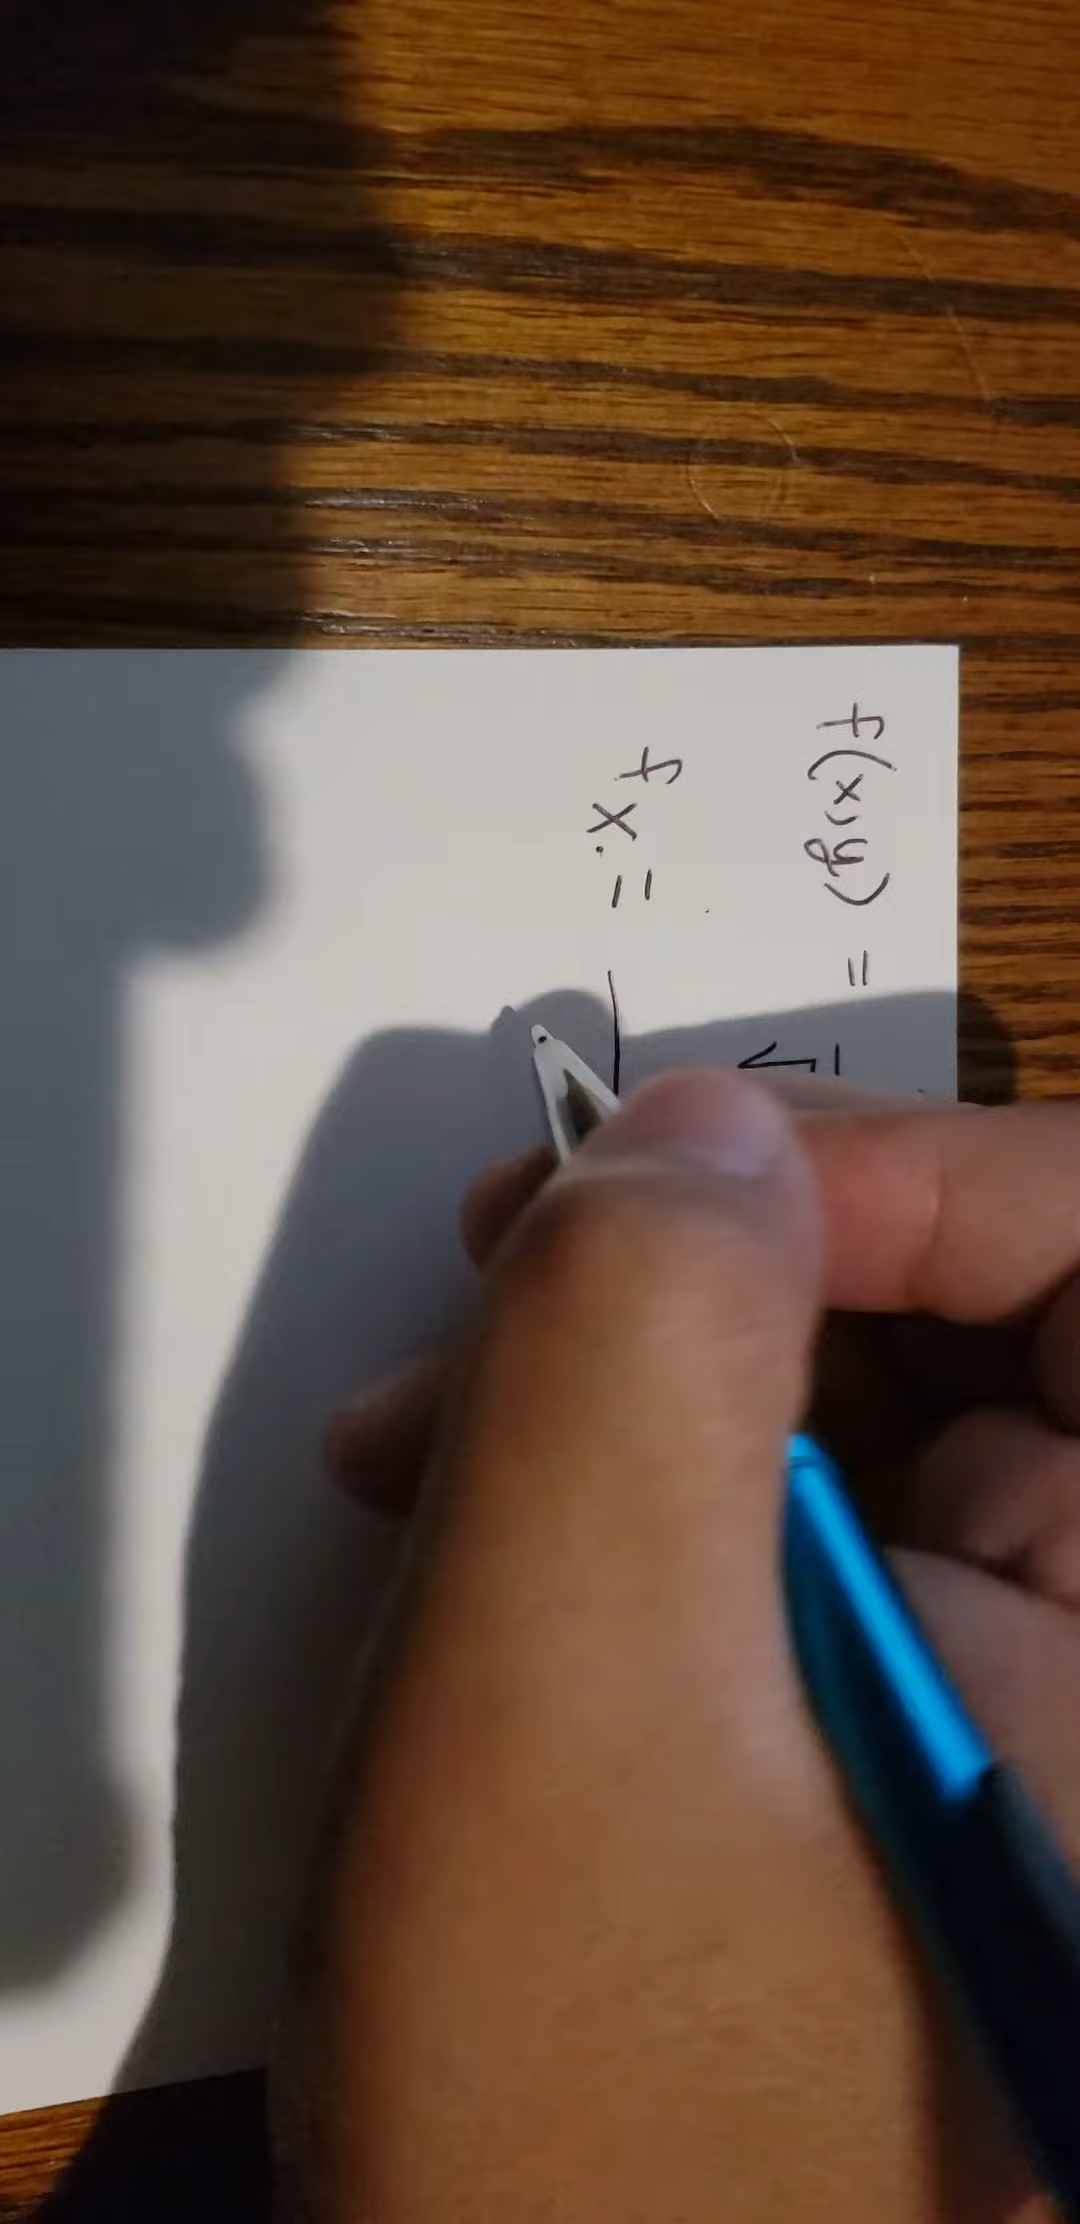 f(x,y) =
fx =